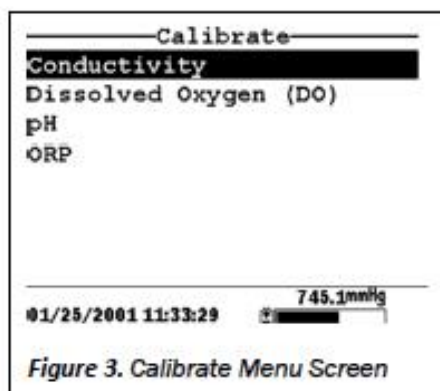 Calibrate
Conductivity
Dissolved Oxygen (DO)
pH
ORP
745.1mmHg
01/25/2001 11:33:29
Figure 3. Calibrate Menu Screen